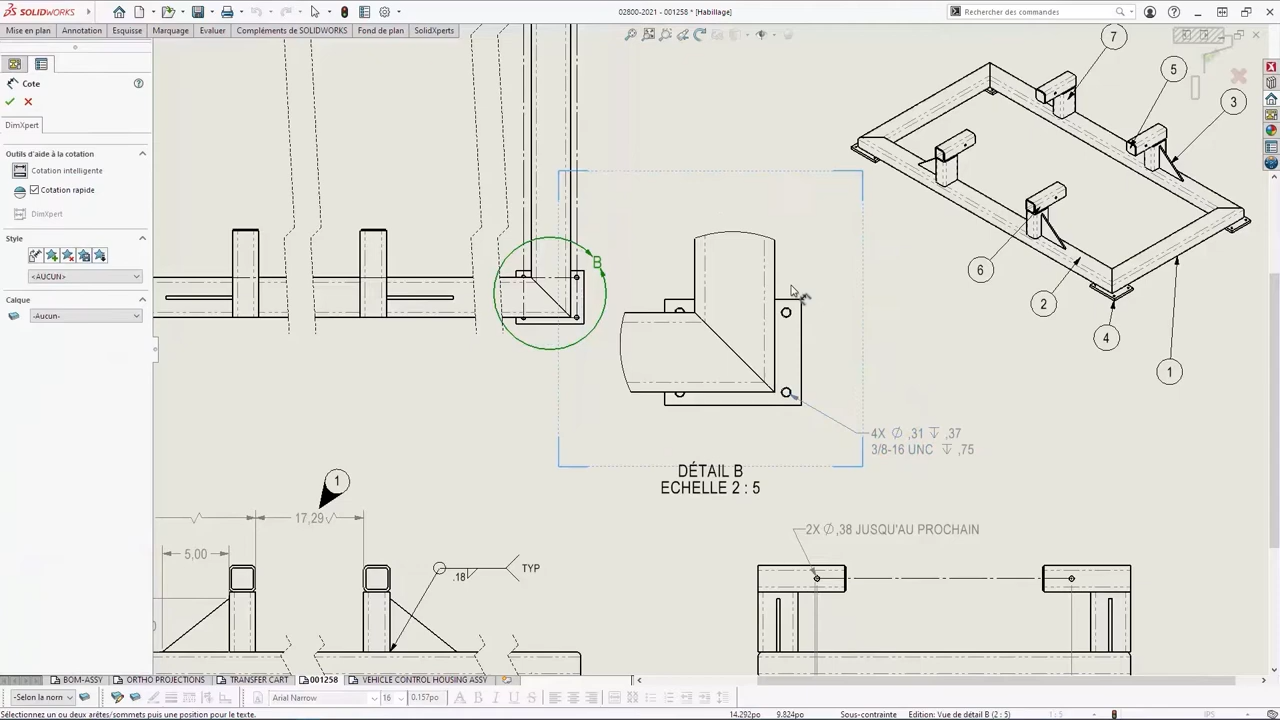 SOLIDWORKS
02800-2021 - 001258 * [Habillage]
Rechercher des commandes
Mise en plan
Annotation
Esquisse
Marquage
Evaluer
Compléments de SOLIDWORKS
Fond de plan
SolidXperts
Cote
DimXpert
Outils d'aide à la cotation
Cotation intelligente
Cotation rapide
DimXpert
Style
<AUCUN>
Calque
-Aucun-
B
7
5
3
6
2
4
1
4X Ø ,31 ↧ ,37
3/8-16 UNC ↧ ,75
DÉTAIL B
ECHELLE 2 : 5
1
17,29
5,00
.18
TYP
2X Ø ,38 JUSQU'AU PROCHAIN
BOM-ASSY
ORTHO PROJECTIONS
TRANSFER CART
001258
VEHICLE CONTROL HOUSING ASSY
-Selon la norm
Arial Narrow
16
0.157po
Sélectionnez un ou deux arêtes/sommets puis une position pour le texte.
14.292po
9.824po
Sous-contrainte
Edition: Vue de détail B (2 : 5)
1 : 5
IPS